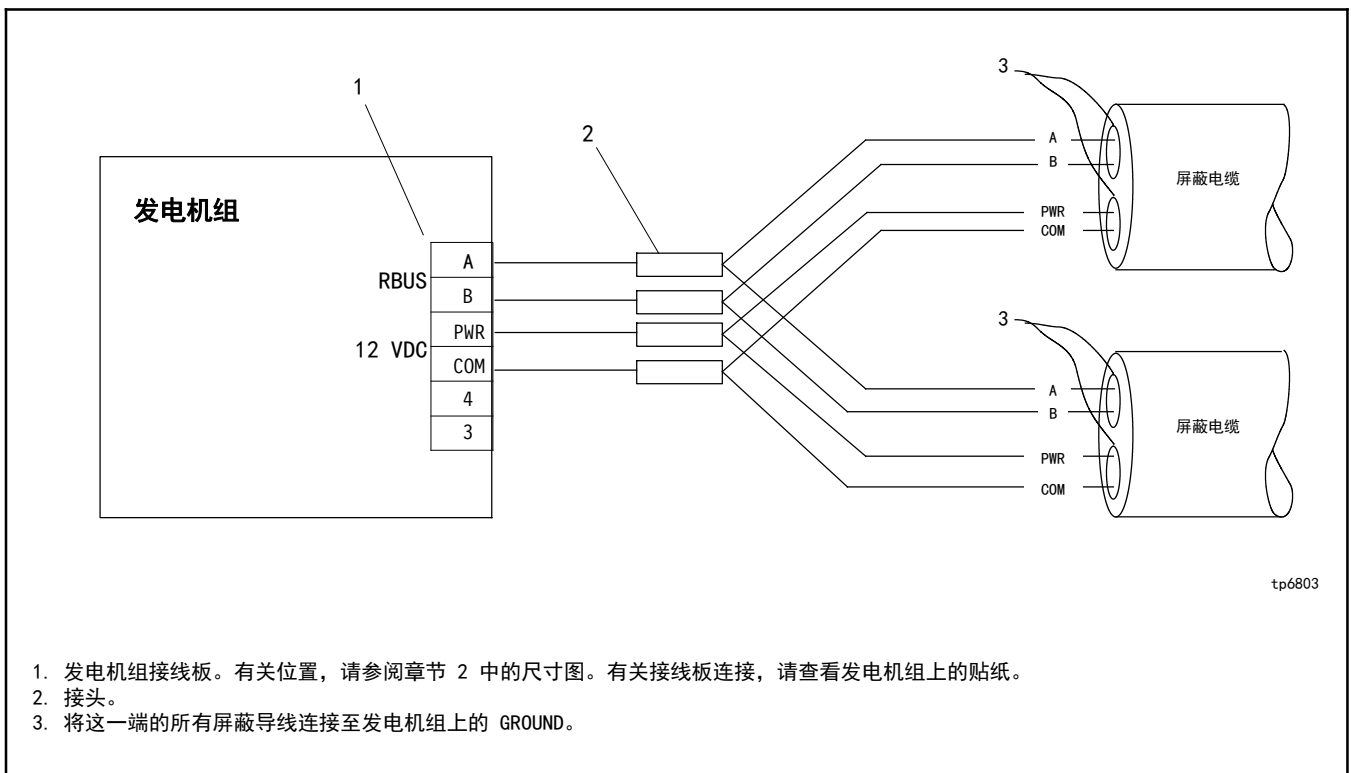 3
1
2
A
B
屏蔽电缆
PWR
COM
发电机组
A
RBUS
B
PWR
12 VDC
COM
4
3
3
A
B
屏蔽电缆
PWR
COM
tp6803
1. 发电机组接线板。有关位置，请参阅章节 2 中的尺寸图。有关接线板连接，请查看发电机组上的贴纸。
2. 接头。
3. 将这一端的所有屏蔽导线连接至发电机组上的 GROUND。